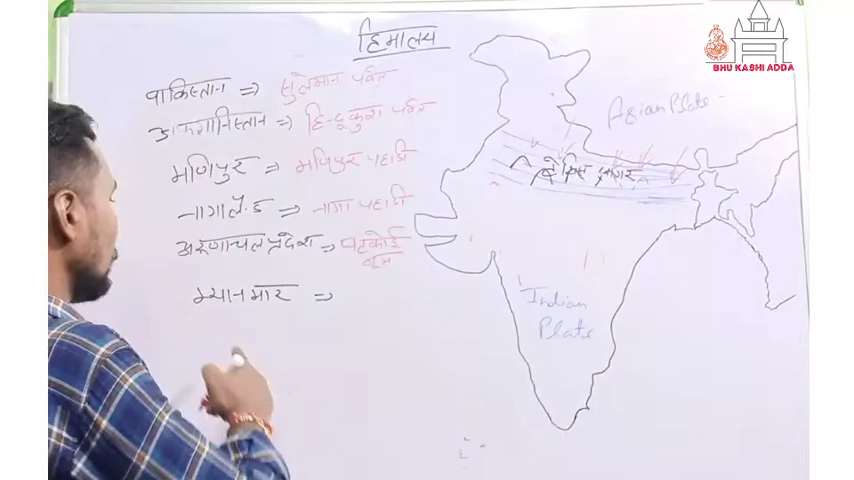 हिमालय
BHU KASHI ADDA
पाकिस्तान => सुलेमान पर्वत
अफगानिस्तान => हिन्दूकुश पर्वत
मणिपुर => मणिपुर पहाडी
नागालैण्ड => नागा पहाडी
अरुणाचल प्रदेश => पटकोई
बूम
म्यानमार =>
Asian Plate
टेथिस सागर
Indian
Plate